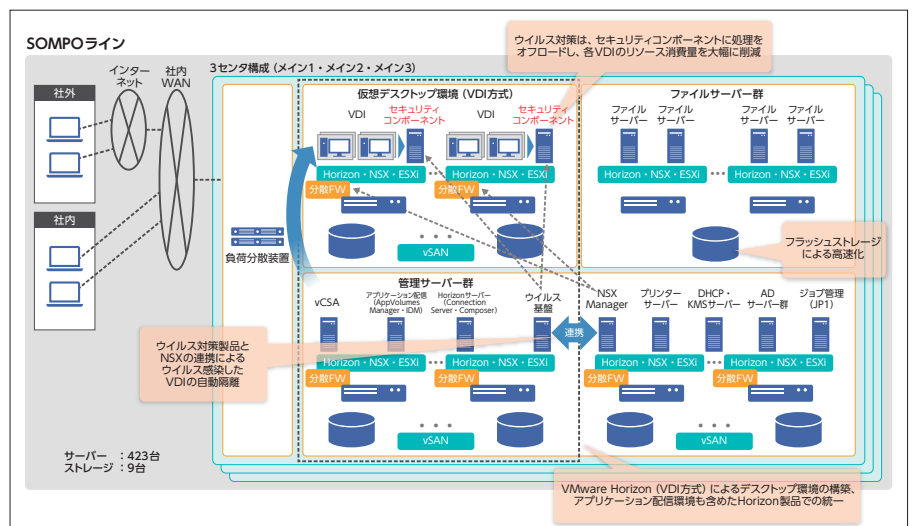 SOMPOライン
ウイルス対策は、セキュリティコンポーネントに処理を
オフロードし、各VDIのリソース消費量を大幅に削減
インター
ネット
社内
WAN
3センタ構成(メイン1・メイン2・メイン3)
社外
社内
仮想デスクトップ環境(VDI方式)
VDI
セキュリティ
コンポーネント
VDI
セキュリティ
コンポーネント
Horizon・NSX・ESXi
Horizon・NSX・ESXi
分散FW
分散FW
vSAN
ファイルサーバー群
ファイル
サーバー
ファイル
サーバー
ファイル
サーバー
ファイル
サーバー
Horizon・NSX・ESXi
Horizon・NSX・ESXi
フラッシュストレージ
による高速化
負荷分散装置
管理サーバー群
vCSA
アプリケーション配信
(AppVolumes
Manager・IDM)
Horizonサーバー
(Connection
Server・Composer)
ウイルス
基盤
連携
NSX
Manager
プリンター
サーバー
DHCP・
KMSサーバー
AD
サーバー群
ジョブ管理
(JP1)
Horizon・NSX・ESXi
Horizon・NSX・ESXi
Horizon・NSX・ESXi
Horizon・NSX・ESXi
分散FW
分散FW
分散FW
分散FW
vSAN
vSAN
ウイルス対策製品と
NSXの連携による
ウイルス感染した
VDIの自動隔離
サーバー :423台
ストレージ:9台
VMware Horizon(VDI方式)によるデスクトップ環境の構築、
アプリケーション配信環境も含めたHorizon製品での統一